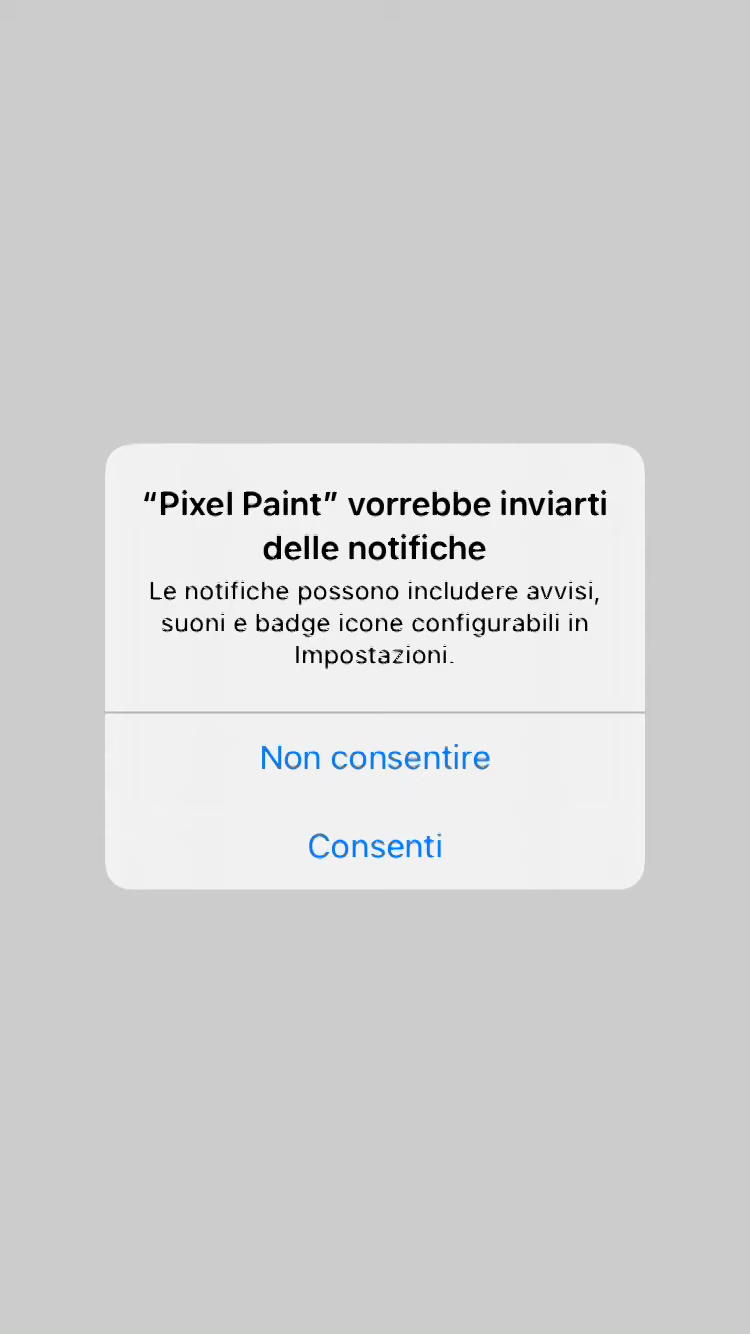 “Pixel Paint” vorrebbe inviarti
delle notifiche
Le notifiche possono includere avvisi,
suoni e badge icone configurabili in
Impostazioni.
Non consentire
Consenti